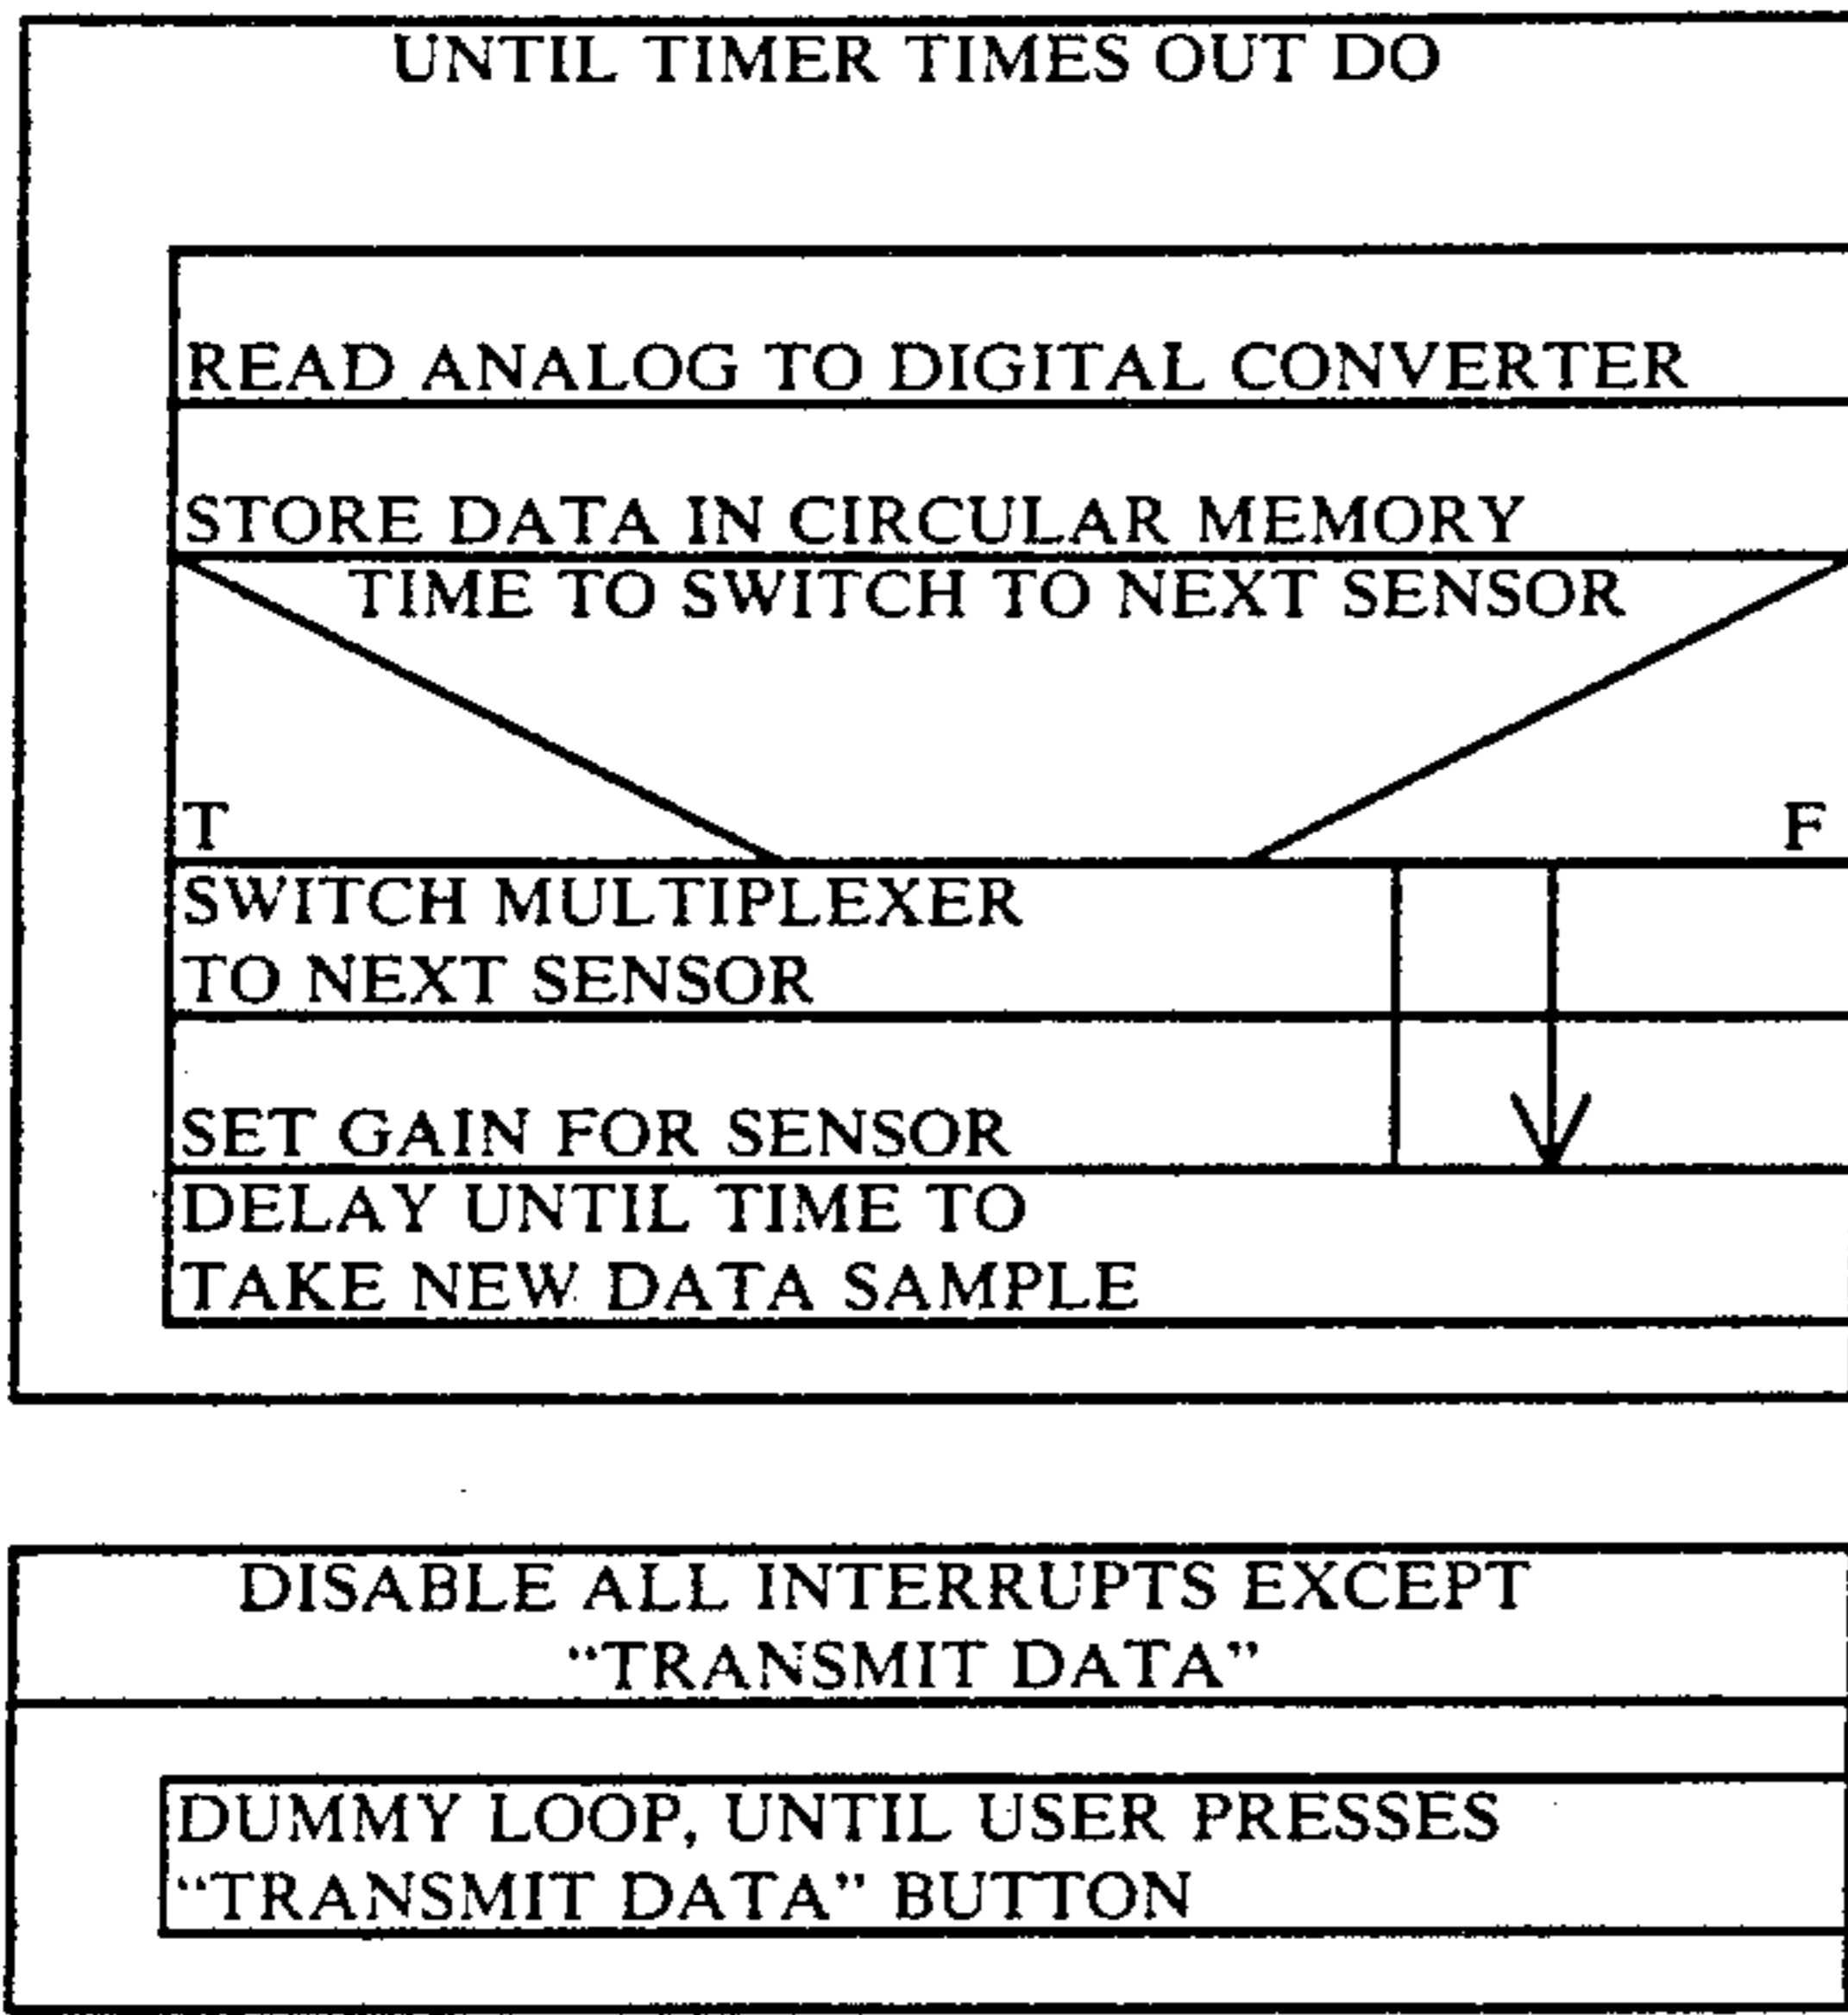 UNTIL TIMER TIMES OUT DO
READ ANALOG TO DIGITAL CONVERTER
STORE DATA IN CIRCULAR MEMORY
TIME TO SWITCH TO NEXT SENSOR
T F
SWITCH MULTIPLEXER
TO NEXT SENSOR
SET GAIN FOR SENSOR
DELAY UNTIL TIME TO
TAKE NEW DATA SAMPLE
DISABLE ALL INTERRUPTS EXCEPT
“TRANSMIT DATA”
DUMMY LOOP, UNTIL USER PRESSES
“TRANSMIT DATA” BUTTON